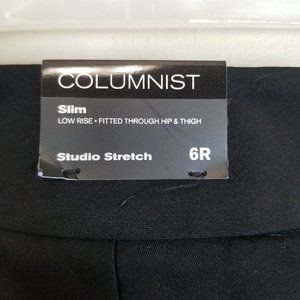 COLUMNIST
Slim
LOW RISE • FITTED THROUGH HIP & THIGH
Studio Stretch 6R